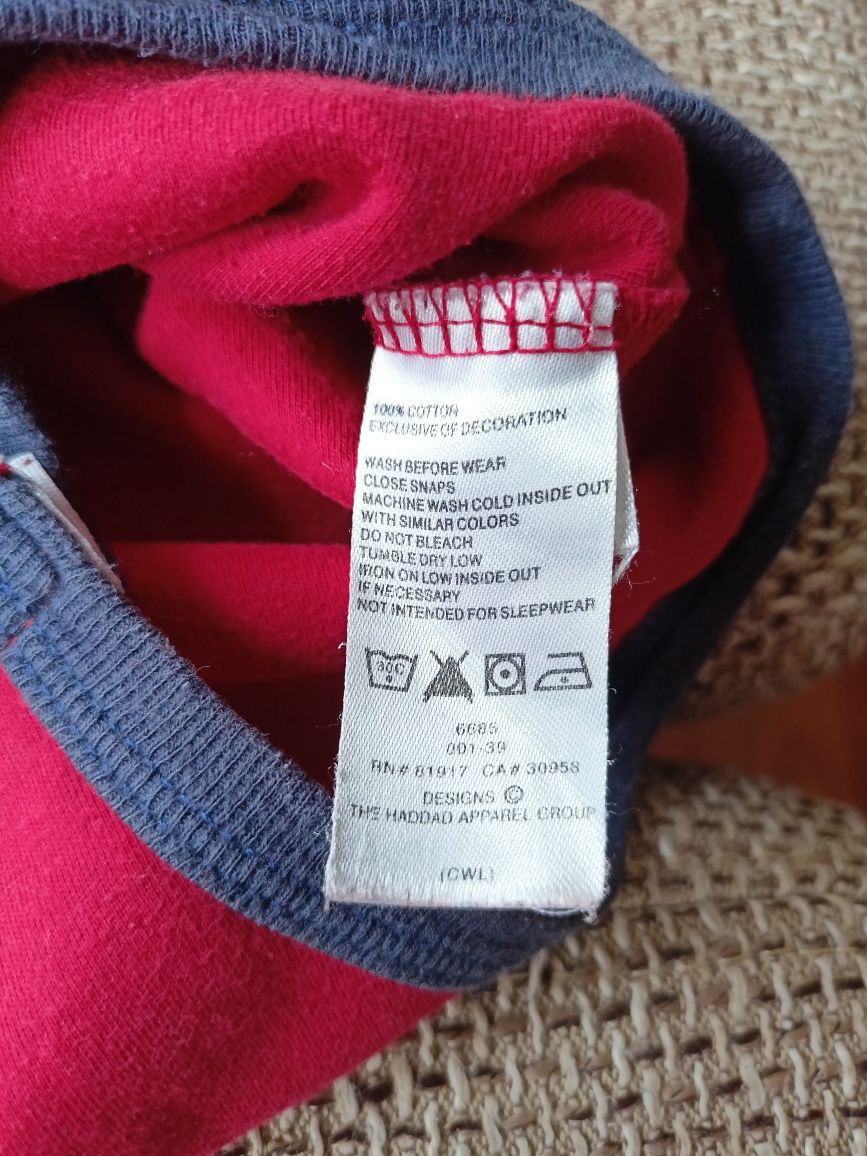 100% COTTON
EXCLUSIVE OF DECORATION
WASH BEFORE WEAR
CLOSE SNAPS
MACHINE WASH COLD INSIDE OUT
WITH SIMILAR COLORS
DO NOT BLEACH
TUMBLE DRY LOW
IRON ON LOW INSIDE OUT
IF NECESSARY
NOT INTENDED FOR SLEEPWEAR
30C
6685
001-39
RN# 81917 CA# 30958
DESIGNS ©
THE HADDAD APPAREL GROUP
(CWL)